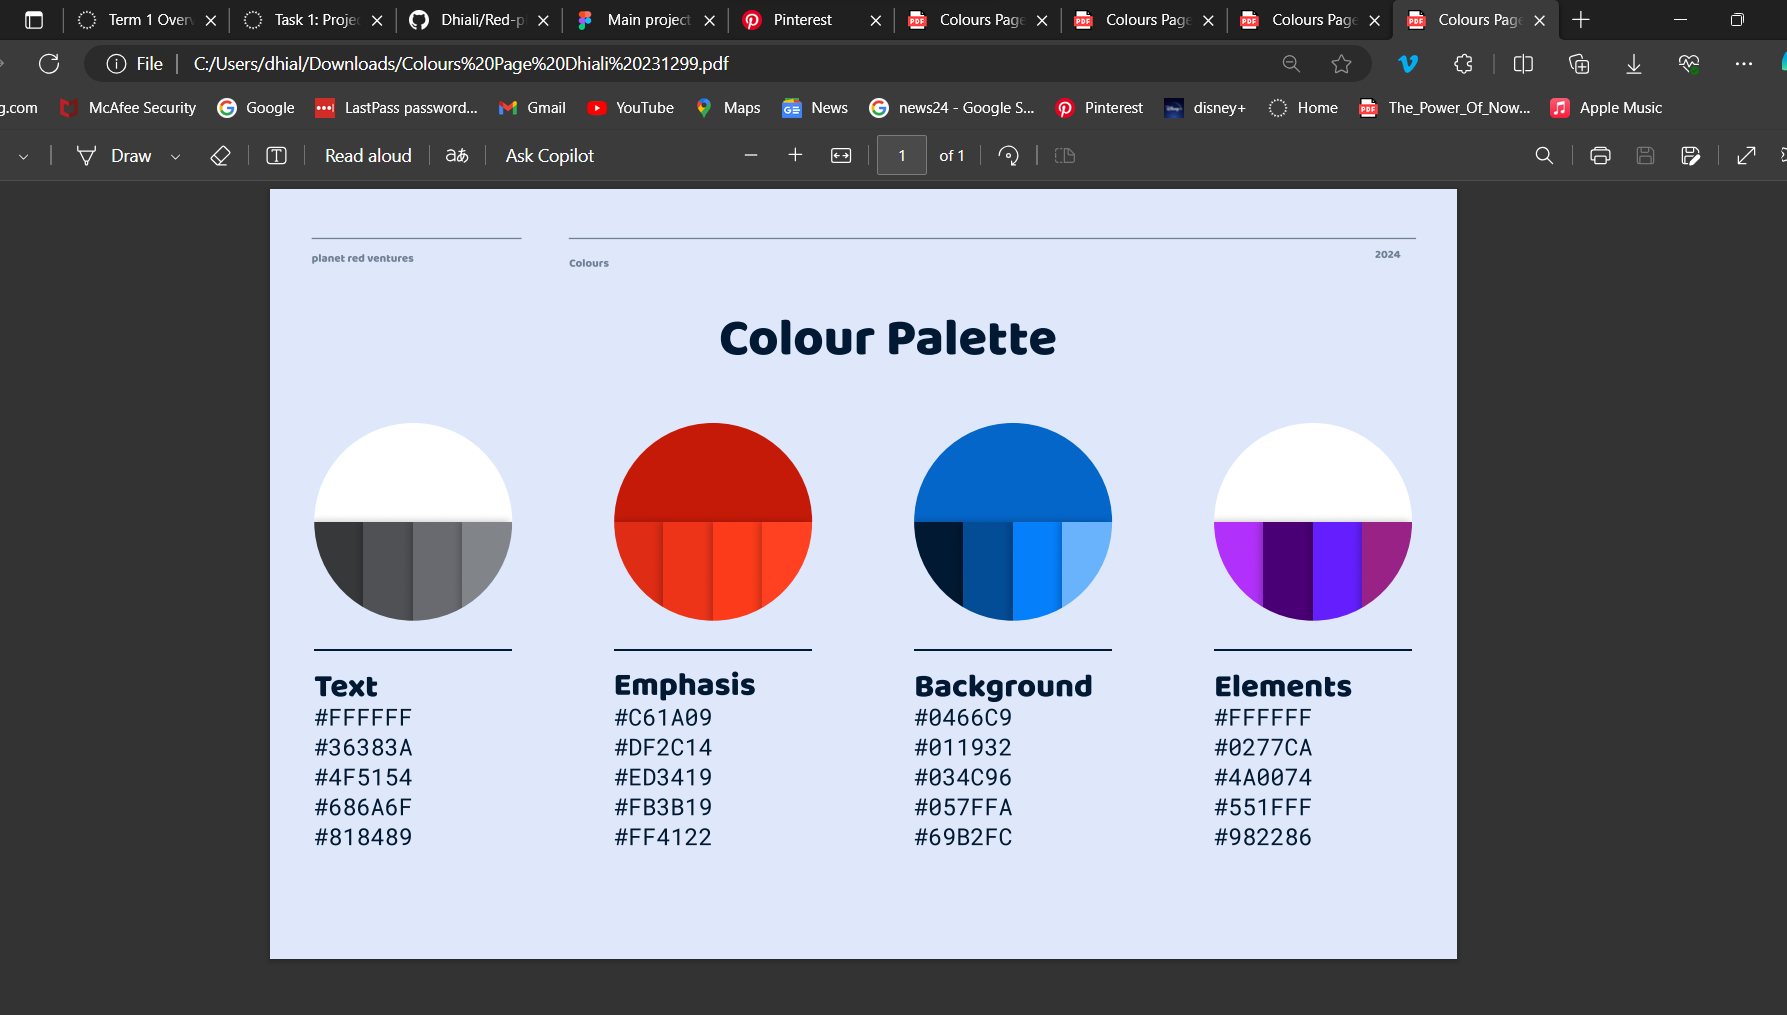 Term 1 Over
Task 1: Proje
Dhiali/Red-p
Main project
Pinterest
Colours Page
Colours Page
Colours Page
Colours Page
File
C:/Users/dhial/Downloads/Colours%20Page%20Dhiali%20231299.pdf
g.com
McAfee Security
Google
LastPass password...
Gmail
YouTube
Maps
News
news24 - Google S...
Pinterest
disney+
Home
The_Power_Of_Now...
Apple Music
Draw
Read aloud
aあ
Ask Copilot
1
of 1
planet red ventures
Colours
2024
Colour Palette
Text
#FFFFFF
#36383A
#4F5154
#686A6F
#818489
Emphasis
#C61A09
#DF2C14
#ED3419
#FB3B19
#FF4122
Background
#0466C9
#011932
#034C96
#057FFA
#69B2FC
Elements
#FFFFFF
#0277CA
#4A0074
#551FFF
#982286